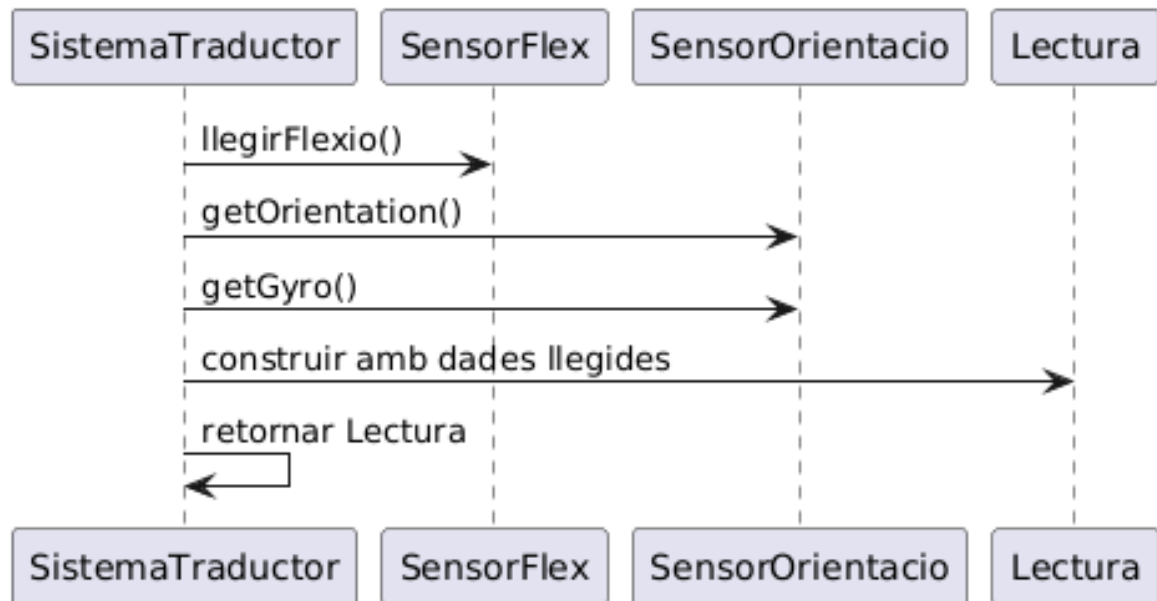 SistemaTraductor SensorFlex SensorOrientacio Lectura
llegirFlexio()
getOrientation()
getGyro()
construir amb dades llegides
retornar Lectura
SistemaTraductor SensorFlex SensorOrientacio Lectura